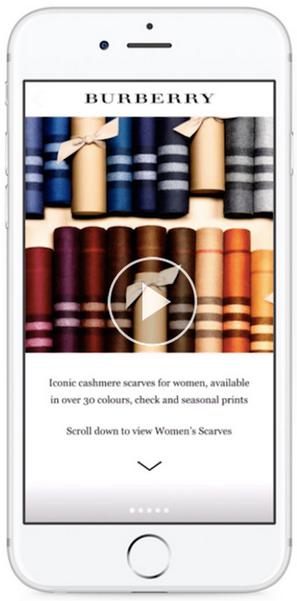 BURBERRY
Iconic cashmere scarves for women, available
in over 30 colours, check and seasonal prints
Scroll down to view Women's Scarves